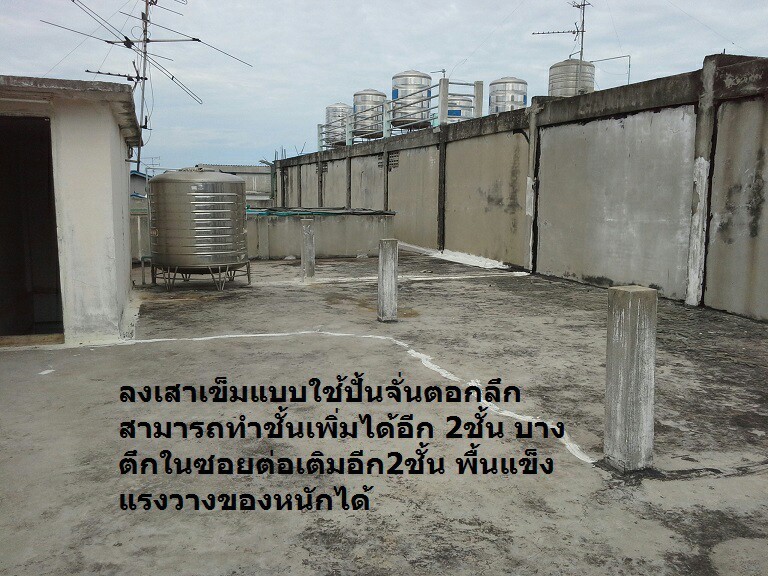 ลงเสาเข็มแบบใช้ปั้นจั่นตอกลึก
สามารถทำชั้นเพิ่มได้อีก 2ชั้น บาง
ตึกในซอยต่อเติมอีก2ชั้น พื้นแข็ง
แรงวางของหนักได้